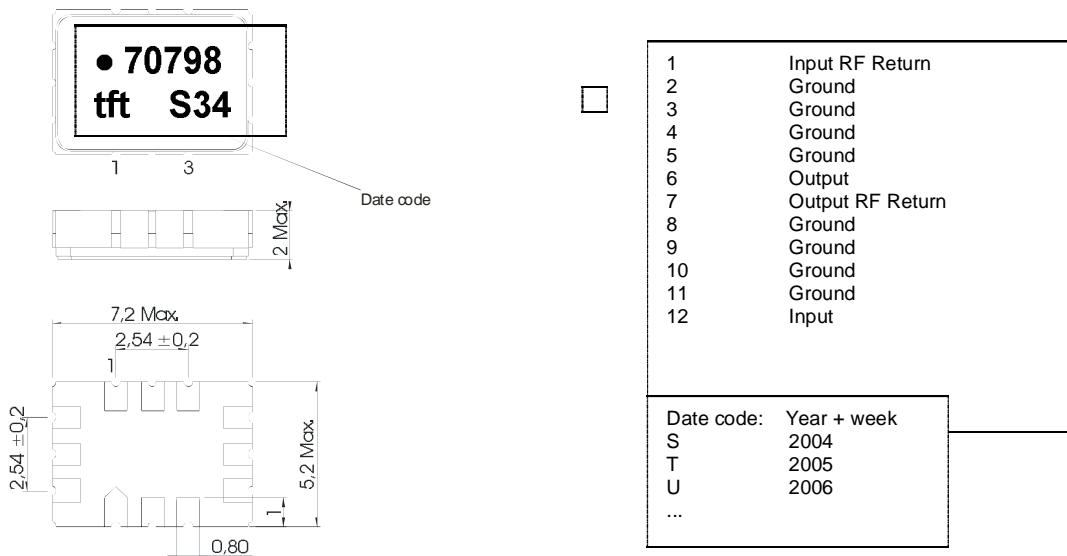 ● 70798
tft S34
1 3
Date code
2 Max.
7,2 Max.
2,54 ±0,2
1
2,54 ±0,2
5,2 Max.
1
0,80
1 Input RF Return
2 Ground
3 Ground
4 Ground
5 Ground
6 Output
7 Output RF Return
8 Ground
9 Ground
10 Ground
11 Ground
12 Input
Date code: Year + week
S 2004
T 2005
U 2006
...